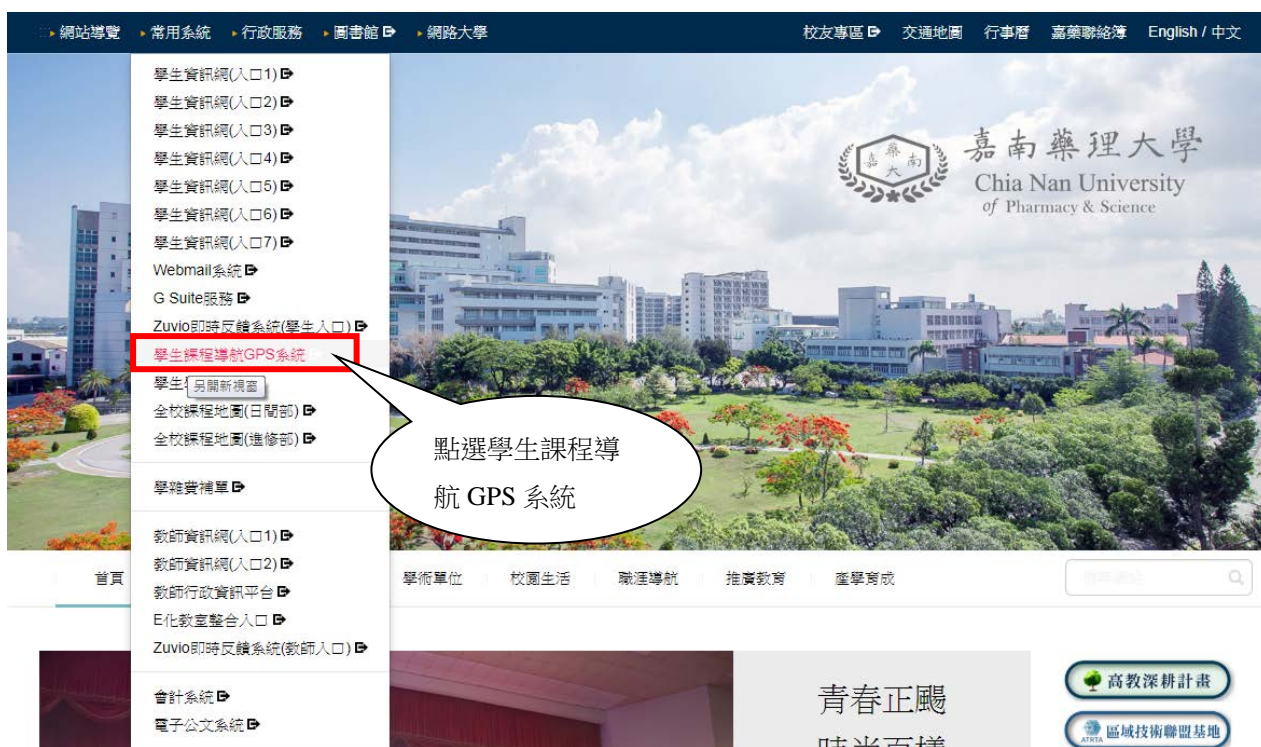 網站導覽 常用系統 行政服務 圖書館 網路大學 校友專區 交通地圖 行事曆 嘉藥聯絡簿 English / 中文
學生資訊網(入口1)
學生資訊網(入口2)
學生資訊網(入口3)
學生資訊網(入口4)
學生資訊網(入口5)
學生資訊網(入口6)
學生資訊網(入口7)
Webmail系統
G Suite服務
Zuvio即時反饋系統(學生入口)
學生課程導航GPS系統
學生
另開新視窗
全校課程地圖(日間部)
全校課程地圖(進修部)
學雜費補單
教師資訊網(入口1)
教師資訊網(入口2)
教師行政資訊平台
E化教室整合入口
Zuvio即時反饋系統(教師入口)
會計系統
電子公文系統
嘉南藥理大學
Chia Nan University
of Pharmacy & Science
嘉藥南大
點選學生課程導
航 GPS 系統
首頁 學術單位 校園生活 職涯導航 推廣教育 產學育成
青春正颺
高教深耕計畫
ATRTA 區域技術聯盟基地